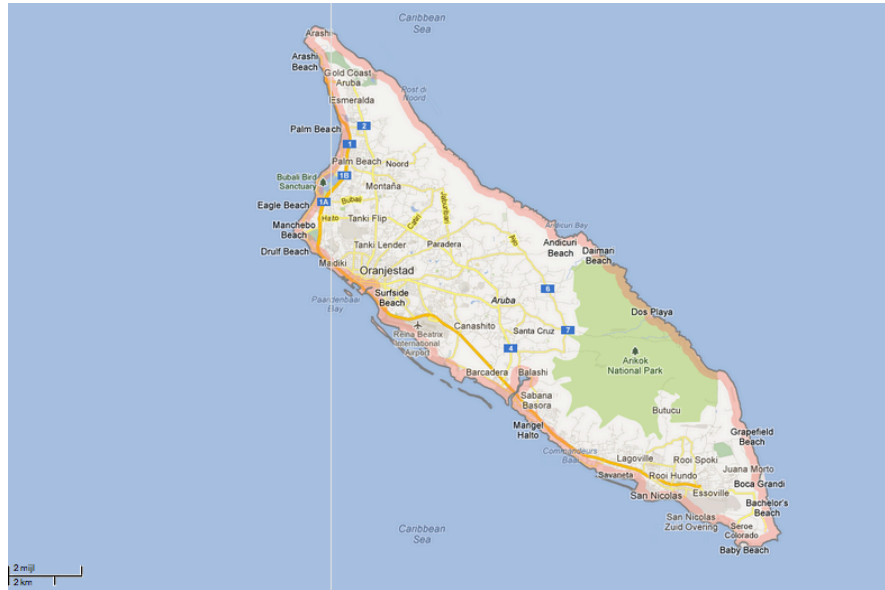 Caribbean
Sea
Arashi
Arashi
Beach
Gold Coast
Aruba
Esmeralda
Post di
Noord
Palm Beach
2
1
Palm Beach
Noord
1B
Bubali Bird
Sanctuary
Montaña
1A
Eagle Beach
Bubali
Jaburibari
Manchebo
Beach
Tanki Flip
Andicuri Bay
Druif Beach
Tanki Lender
Paradera
Andicuri
Beach
Daiman
Beach
Madiki
Oranjestad
Surfside
Beach
6
Paardenbaai
Bay
Aruba
Dos Playa
Canashito
Santa Cruz
7
Reina Beatrix
International
Airport
4
Arikok
National Park
Barcadera
Balashi
Sabana
Basora
Butucu
Mangel
Halto
Grapefield
Beach
Commandeurs
Baai
Lagoville
Rooi Spoki
Juana Morto
Savaneta
Rooi Hundo
Boca Grandi
San Nicolas
Essoville
Bachelor's
Beach
San Nicolas
Zuid Overing
Seroe
Colorado
Caribbean
Sea
Baby Beach
2 mijl
2 km